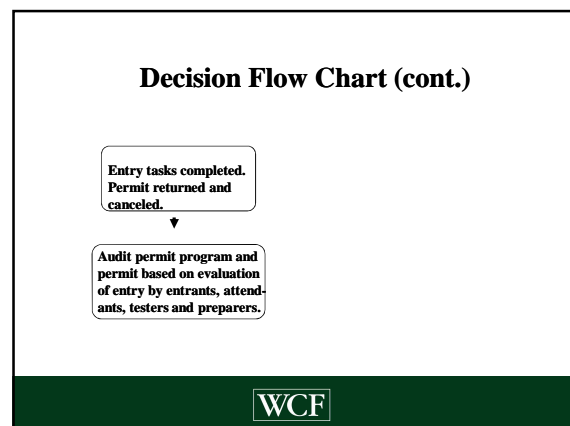 Decision Flow Chart (cont.)
Entry tasks completed.
Permit returned and
canceled.
Audit permit program and
permit based on evaluation
of entry by entrants, attend-
ants, testers and preparers.
WCF